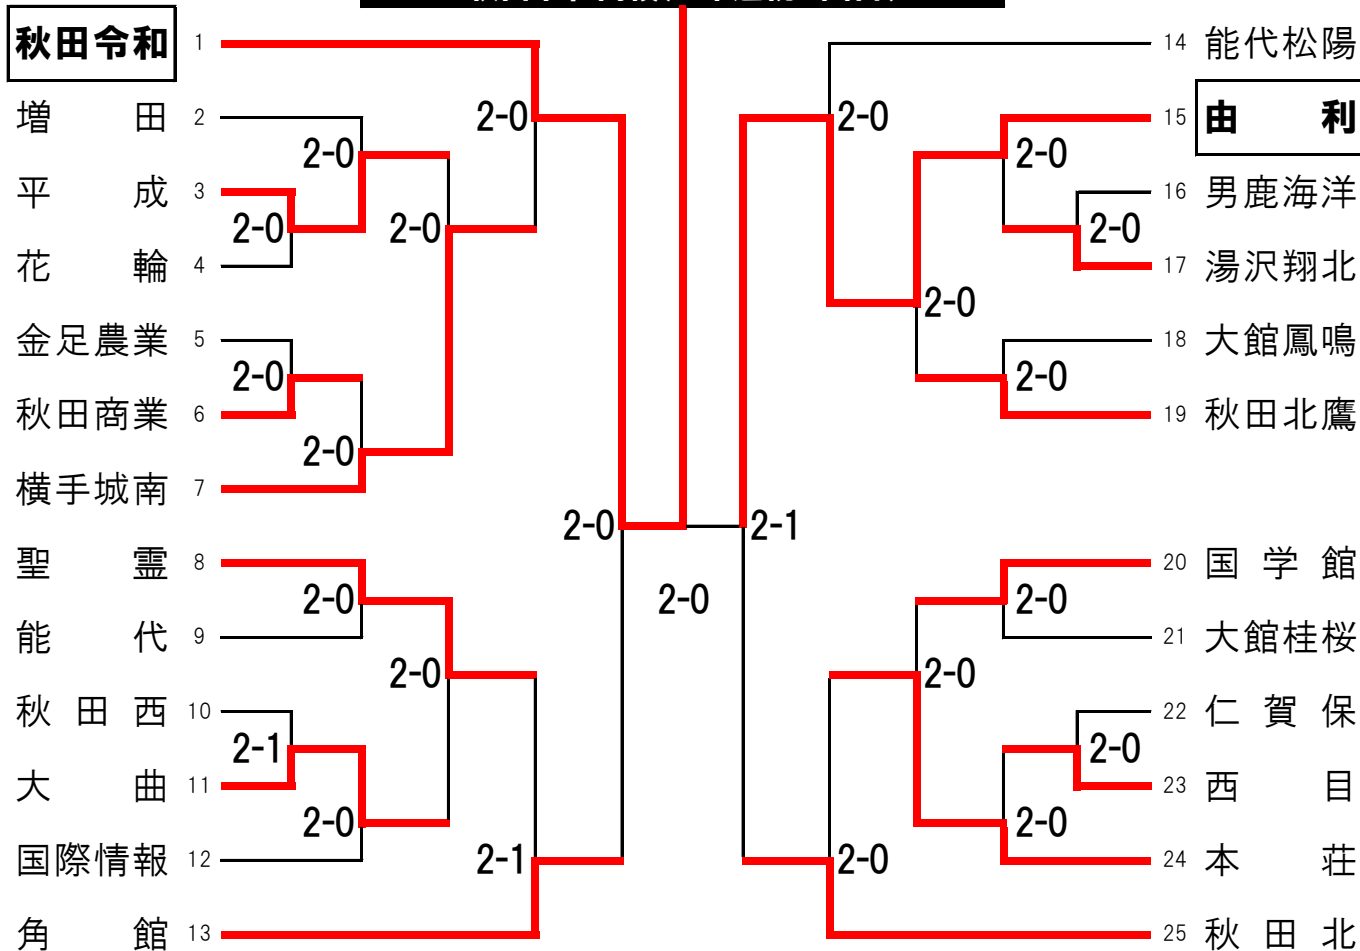 秋田令和 1
増田 2
平成 3
花輪 4
金足農業 5
秋田商業 6
横手城南 7
聖霊 8
能代 9
秋田西 10
大曲 11
国際情報 12
角館 13
2-0
2-0
2-0
2-0
2-0
2-0
2-0
2-0
2-1
2-0
2-1
2-0
2-0
2-1
2-0
2-0
2-0
2-0
2-0
2-0
2-0
2-0
2-0
2-0
14 能代松陽
15 由利
16 男鹿海洋
17 湯沢翔北
18 大館鳳鳴
19 秋田北鷹
20 国学館
21 大館桂桜
22 仁賀保
23 西目
24 本荘
25 秋田北